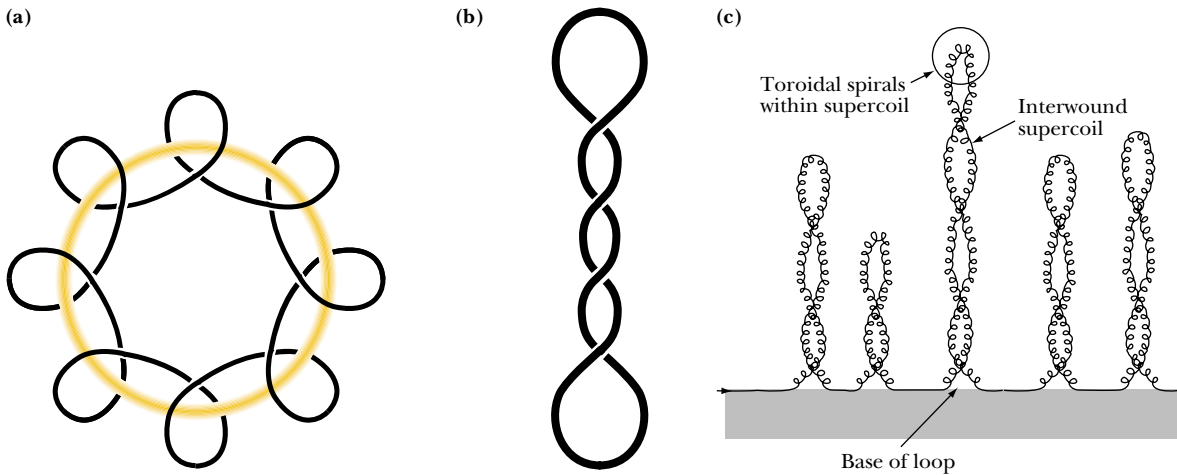 (a)
(b)
(c)
Toroidal spirals
within supercoil
Interwound
supercoil
Base of loop